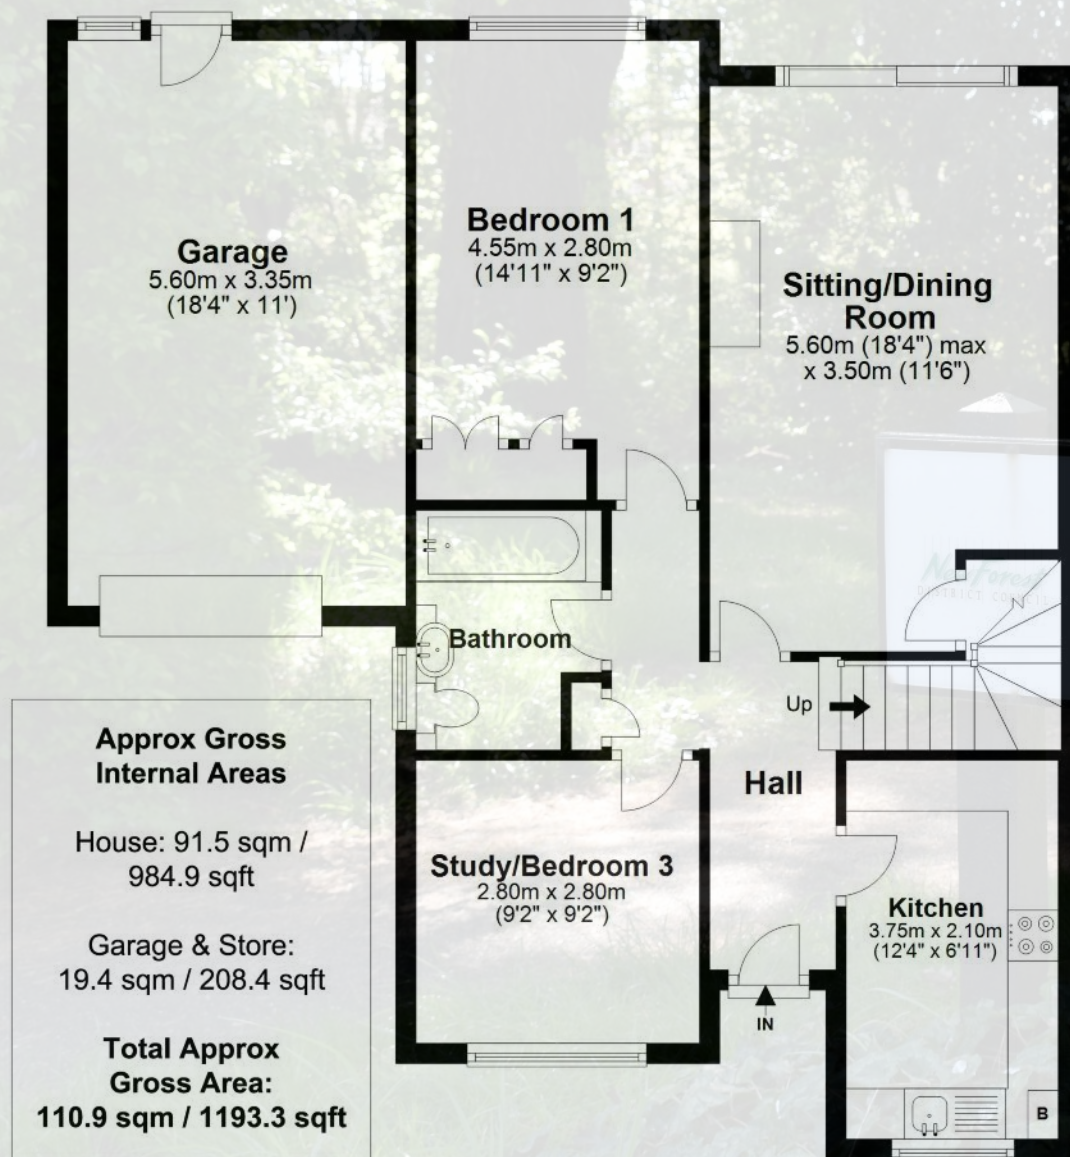 Garage
5.60m x 3.35m
(18'4" x 11')
Bedroom 1
4.55m x 2.80m
(14'11" x 9'2")
Sitting/Dining
Room
5.60m (18'4") max
x 3.50m (11'6")
New Forest
DISTRICT COUNCIL
Bathroom
Up
Hall
Study/Bedroom 3
2.80m x 2.80m
(9'2" x 9'2")
Kitchen
3.75m x 2.10m
(12'4" x 6'11")
IN
B
Approx Gross
Internal Areas
House: 91.5 sqm /
984.9 sqft
Garage & Store:
19.4 sqm / 208.4 sqft
Total Approx
Gross Area:
110.9 sqm / 1193.3 sqft